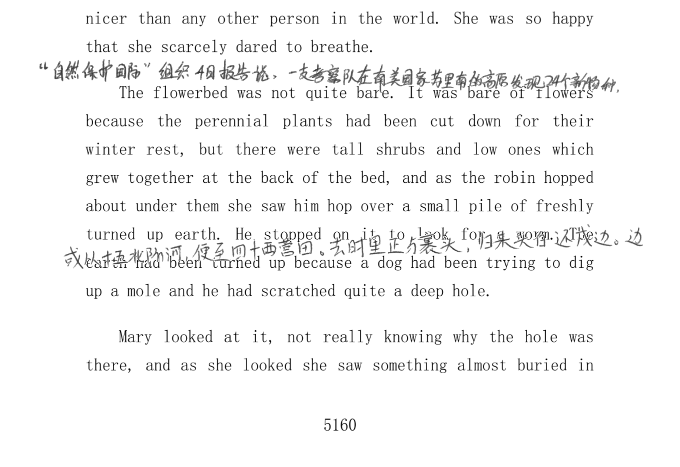 nicer than any other person in the world. She was so happy
that she scarcely dared to breathe.
“自然保护国际”组织4日报告说，一支考察队在南美国家苏里南的高原发现24个新物种，
The flowerbed was not quite bare. It was bare of flowers
because the perennial plants had been cut down for their
winter rest, but there were tall shrubs and low ones which
grew together at the back of the bed, and as the robin hopped
about under them she saw him hop over a small pile of freshly
turned up earth. He stopped on it to look for a worm. The
或从十五北防河，便至四十西营田。去时里正与裹头，归来头白还戍边。边
earth had been turned up because a dog had been trying to dig
up a mole and he had scratched quite a deep hole.
Mary looked at it, not really knowing why the hole was
there, and as she looked she saw something almost buried in
5160